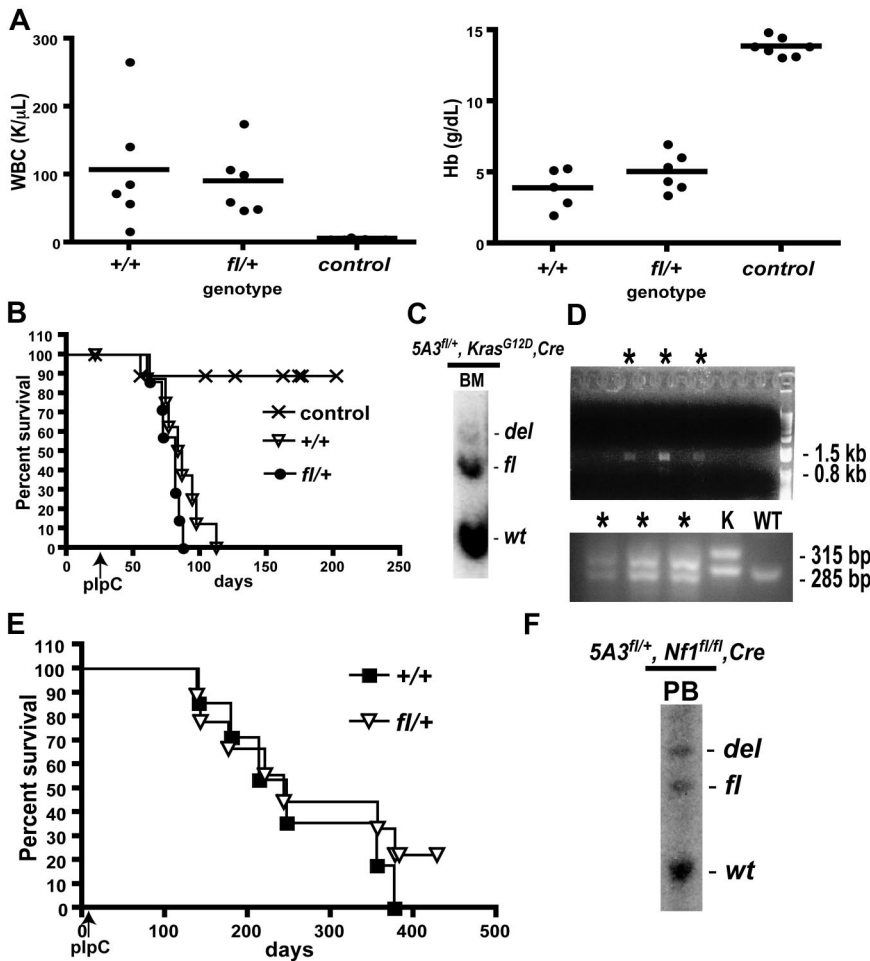 A
WBC (K/µL)
300
200
100
0
+/+ fl/+ control
genotype
Hb (g/dL)
15
10
5
0
+/+ fl/+ control
genotype
B
Percent survival
110
100
90
80
70
60
50
40
30
20
10
0
control
+/+
fl/+
0 50 100 150 200 250
pIpC
days
C
5A3fl/+, KrasG12D,Cre
BM
- del
- fl
- wt
D
* * *
- 1.5 kb
- 0.8 kb
* * * K WT
- 315 bp
- 285 bp
E
Percent survival
110
100
90
80
70
60
50
40
30
20
10
0
+/+
fl/+
0 100 200 300 400 500
pIpC
days
F
5A3fl/+, Nf1fl/fl,Cre
PB
- del
- fl
- wt